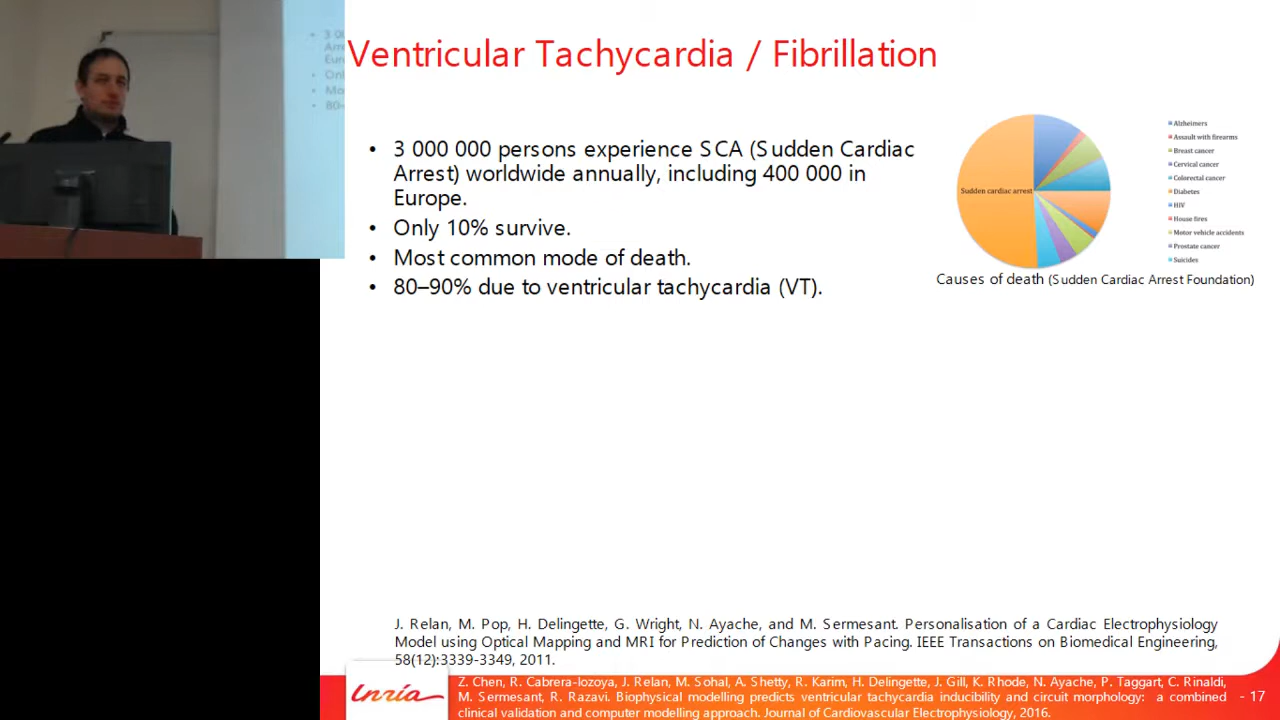 Ventricular Tachycardia / Fibrillation
• 3 000 000 persons experience SCA (Sudden Cardiac
Arrest) worldwide annually, including 400 000 in
Europe.
• Only 10% survive.
• Most common mode of death.
• 80–90% due to ventricular tachycardia (VT).
Sudden cardiac arrest
Alzheimers
Assault with firearms
Breast cancer
Cervical cancer
Colorectal cancer
Diabetes
HIV
House fires
Motor vehicle accidents
Prostate cancer
Suicides
Causes of death (Sudden Cardiac Arrest Foundation)
J. Relan, M. Pop, H. Delingette, G. Wright, N. Ayache, and M. Sermesant. Personalisation of a Cardiac Electrophysiology
Model using Optical Mapping and MRI for Prediction of Changes with Pacing. IEEE Transactions on Biomedical Engineering,
58(12):3339-3349, 2011.
Z. Chen, R. Cabrera-lozoya, J. Relan, M. Sohal, A. Shetty, R. Karim, H. Delingette, J. Gill, K. Rhode, N. Ayache, P. Taggart, C. Rinaldi,
M. Sermesant, R. Razavi. Biophysical modelling predicts ventricular tachycardia inducibility and circuit morphology: a combined
clinical validation and computer modelling approach. Journal of Cardiovascular Electrophysiology, 2016.
Inria
- 17